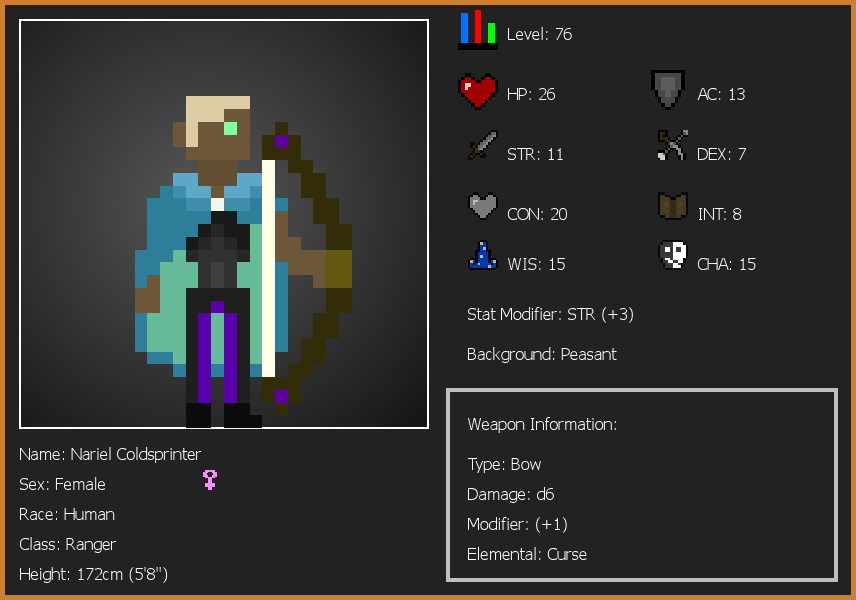 Level: 76
HP: 26
AC: 13
STR: 11
DEX: 7
CON: 20
INT: 8
WIS: 15
CHA: 15
Stat Modifier: STR (+3)
Background: Peasant
Weapon Information:
Type: Bow
Damage: d6
Modifier: (+1)
Elemental: Curse
Name: Nariel Coldsprinter
Sex: Female
Race: Human
Class: Ranger
Height: 172cm (5'8")